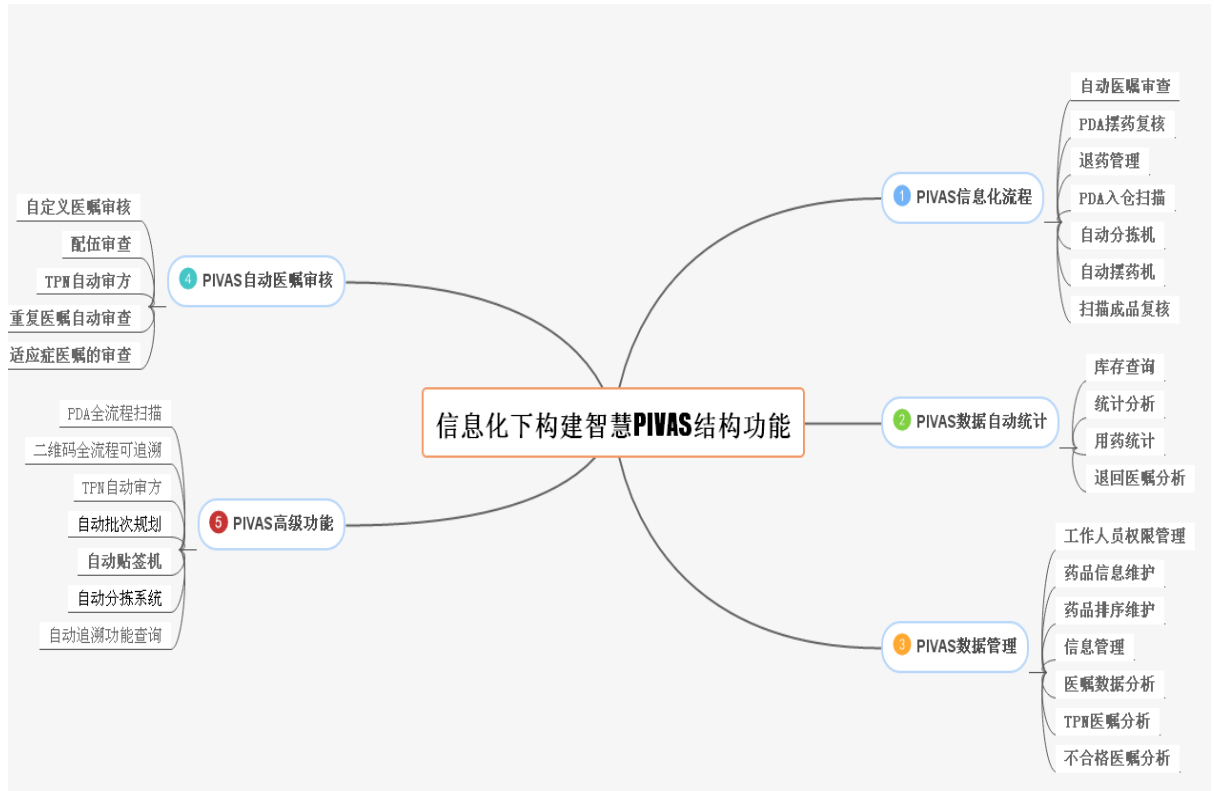 信息化下构建智慧PIVAS结构功能
1 PIVAS信息化流程
自动医嘱审查
PDA摆药复核
退药管理
PDA入仓扫描
自动分拣机
自动摆药机
扫描成品复核
2 PIVAS数据自动统计
库存查询
统计分析
用药统计
退回医嘱分析
3 PIVAS数据管理
工作人员权限管理
药品信息维护
药品排序维护
信息管理
医嘱数据分析
TPN医嘱分析
不合格医嘱分析
4 PIVAS自动医嘱审核
自定义医嘱审核
配伍审查
TPN自动审方
重复医嘱自动审查
适应症医嘱的审查
5 PIVAS高级功能
PDA全流程扫描
二维码全流程可追溯
TPN自动审方
自动批次规划
自动贴签机
自动分拣系统
自动追溯功能查询